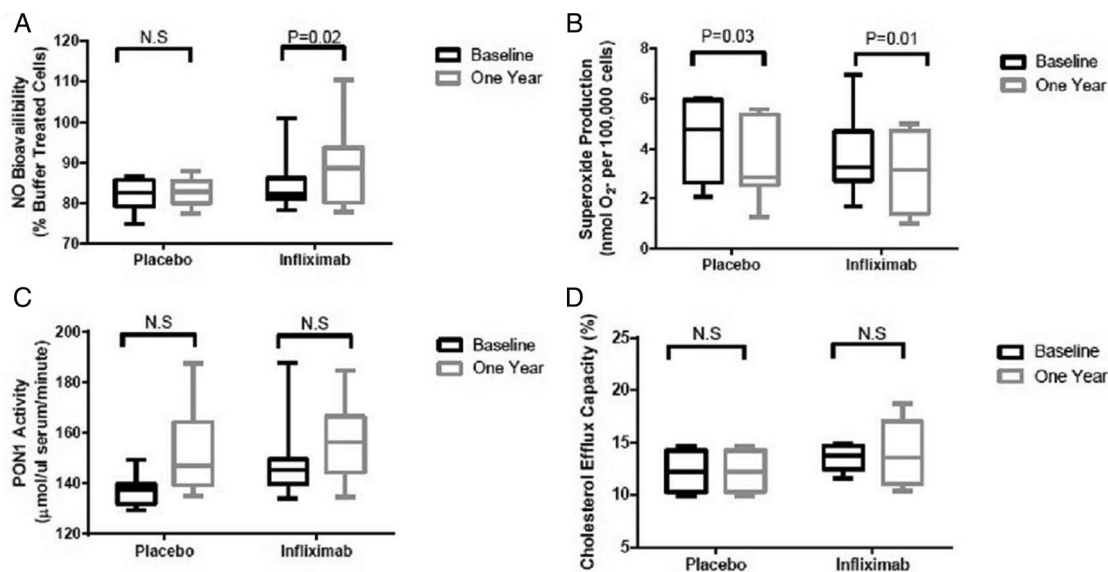 A
NO Bioavailibility
(% Buffer Treated Cells)
120
110
100
90
80
70
N.S
P=0.02
Placebo
Infliximab
Baseline
One Year
B
Superoxide Production
(nmol O2- per 100,000 cells)
8
6
4
2
0
P=0.03
P=0.01
Placebo
Infliximab
Baseline
One Year
C
PON1 Activity
(μmol/ul serum/minute)
200
180
160
140
120
N.S
N.S
Placebo
Infliximab
Baseline
One Year
D
Cholesterol Efflux Capacity (%)
25
20
15
10
5
N.S
N.S
Placebo
Infliximab
Baseline
One Year